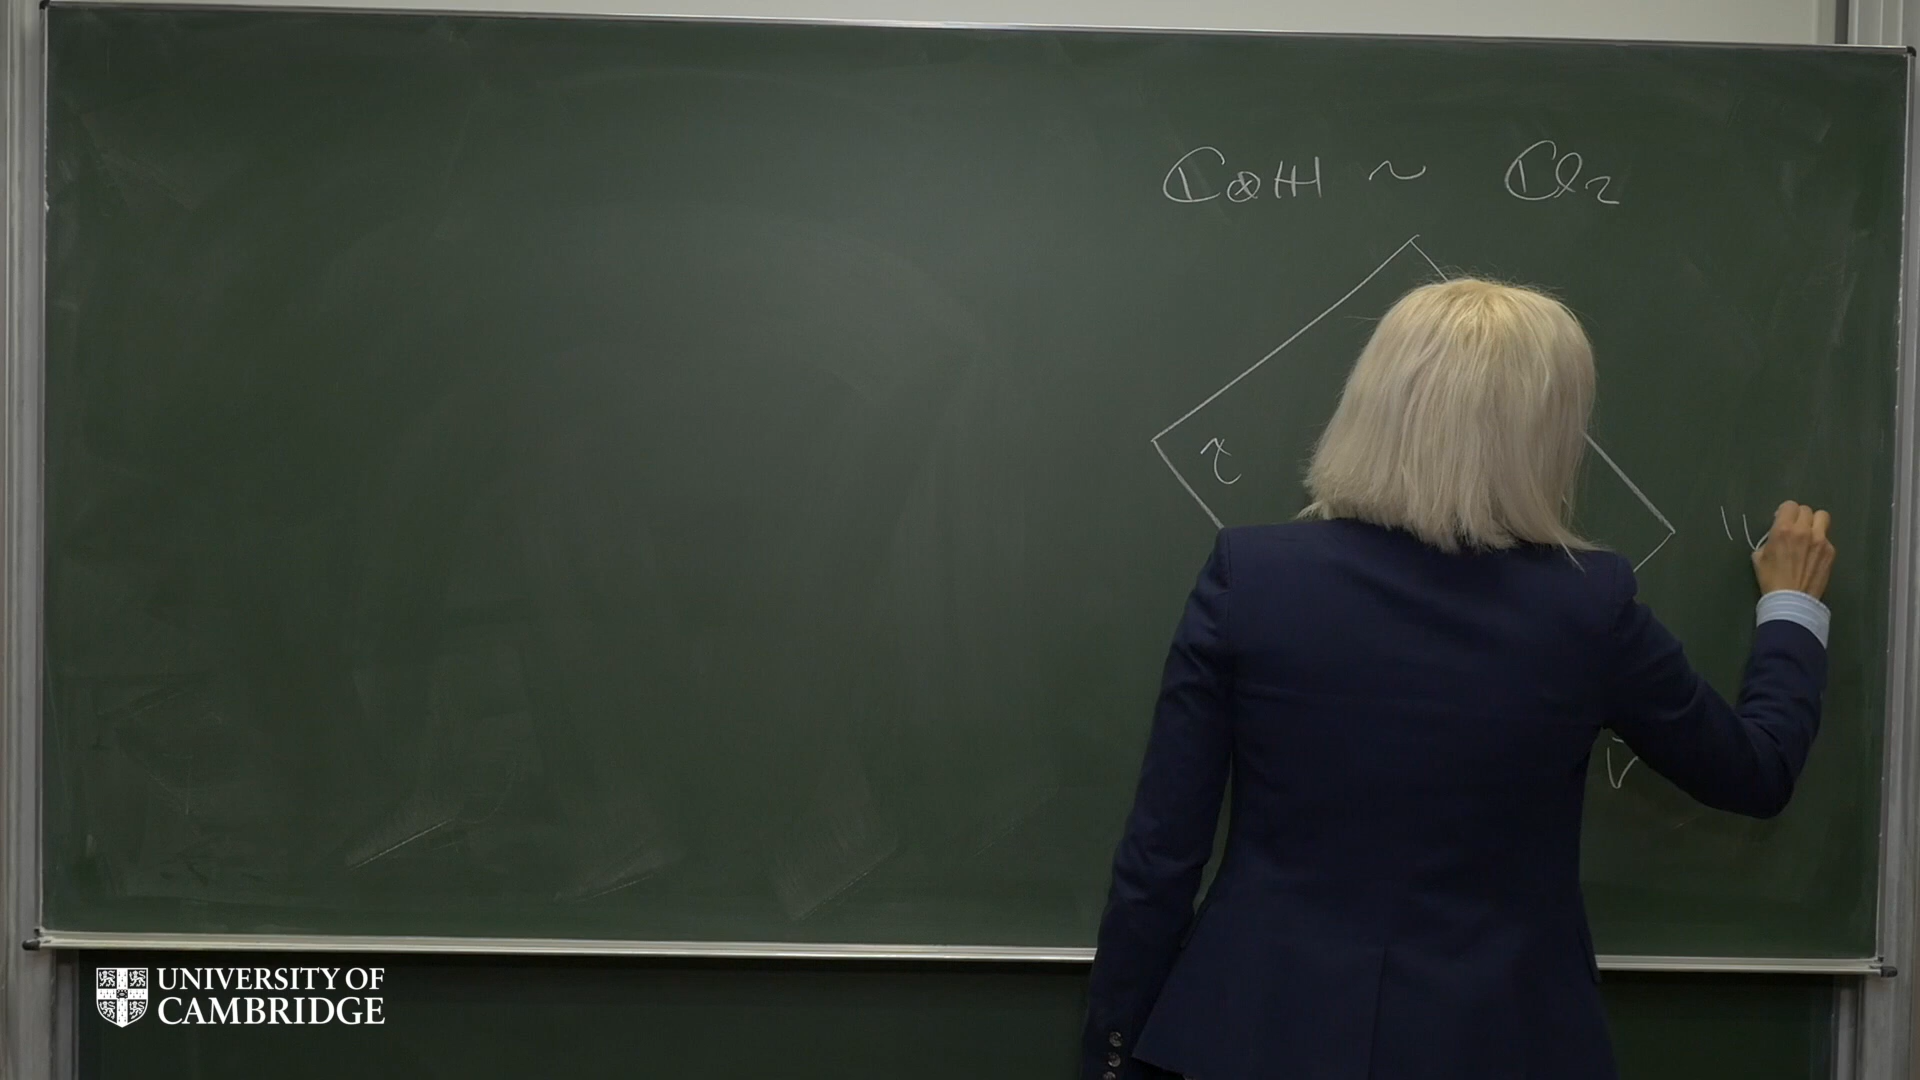 ℂ⊗ℍ ~ ℂl₂
τ
UNIVERSITY OF
CAMBRIDGE